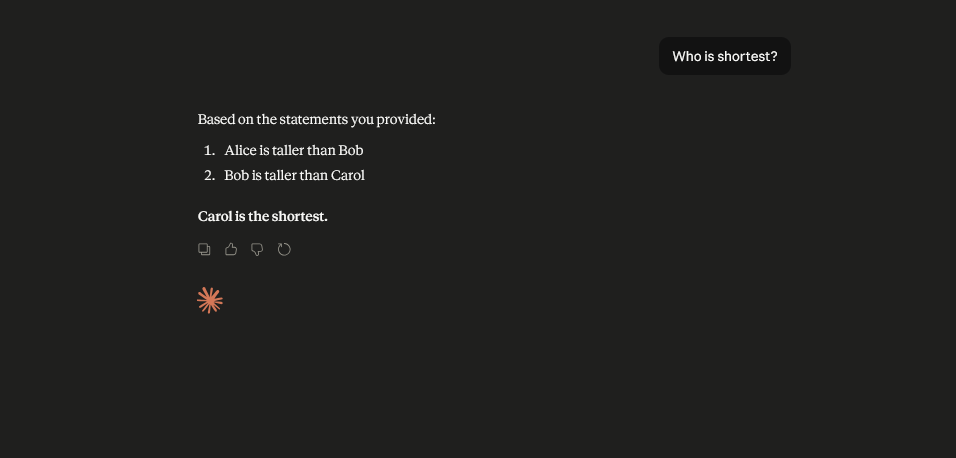 Who is shortest?
Based on the statements you provided:
1. Alice is taller than Bob
2. Bob is taller than Carol
Carol is the shortest.